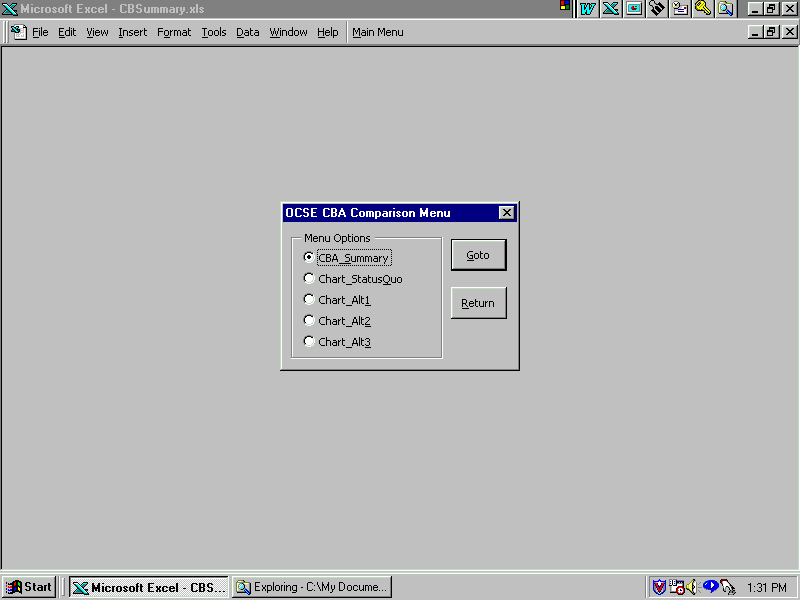 Microsoft Excel - CBSummary.xls
File Edit View Insert Format Tools Data Window Help Main Menu
OCSE CBA Comparison Menu
Menu Options
CBA_Summary
Chart_StatusQuo
Chart_Alt1
Chart_Alt2
Chart_Alt3
Goto
Return
Start Microsoft Excel - CBS... Exploring - C:\My Docume... 1:31 PM